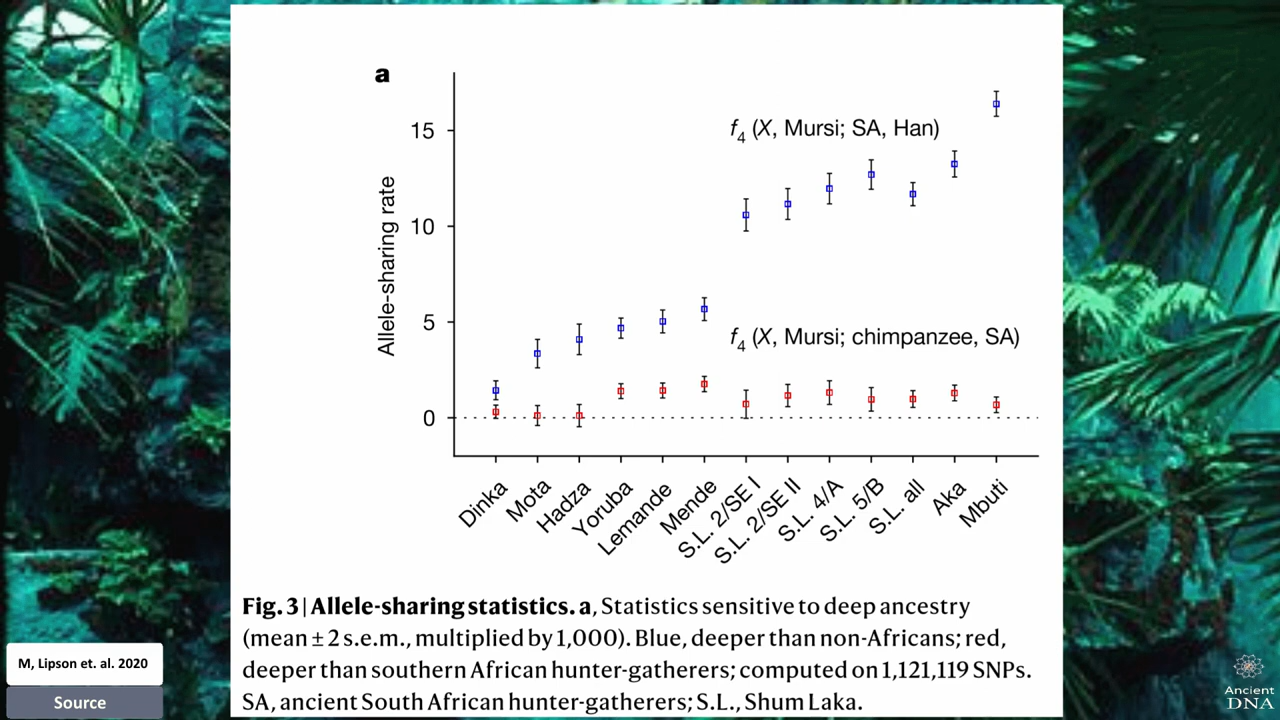 a
Allele-sharing rate
15
10
5
0
f4 (X, Mursi; SA, Han)
f4 (X, Mursi; chimpanzee, SA)
Dinka
Mota
Hadza
Yoruba
Lemande
Mende
S.L. 2/SE I
S.L. 2/SE II
S.L. 4/A
S.L. 5/B
S.L. all
Aka
Mbuti
Fig. 3 | Allele-sharing statistics. a, Statistics sensitive to deep ancestry
(mean ± 2 s.e.m., multiplied by 1,000). Blue, deeper than non-Africans; red,
deeper than southern African hunter-gatherers; computed on 1,121,119 SNPs.
SA, ancient South African hunter-gatherers; S.L., Shum Laka.
M, Lipson et. al. 2020
Source
Ancient
DNA